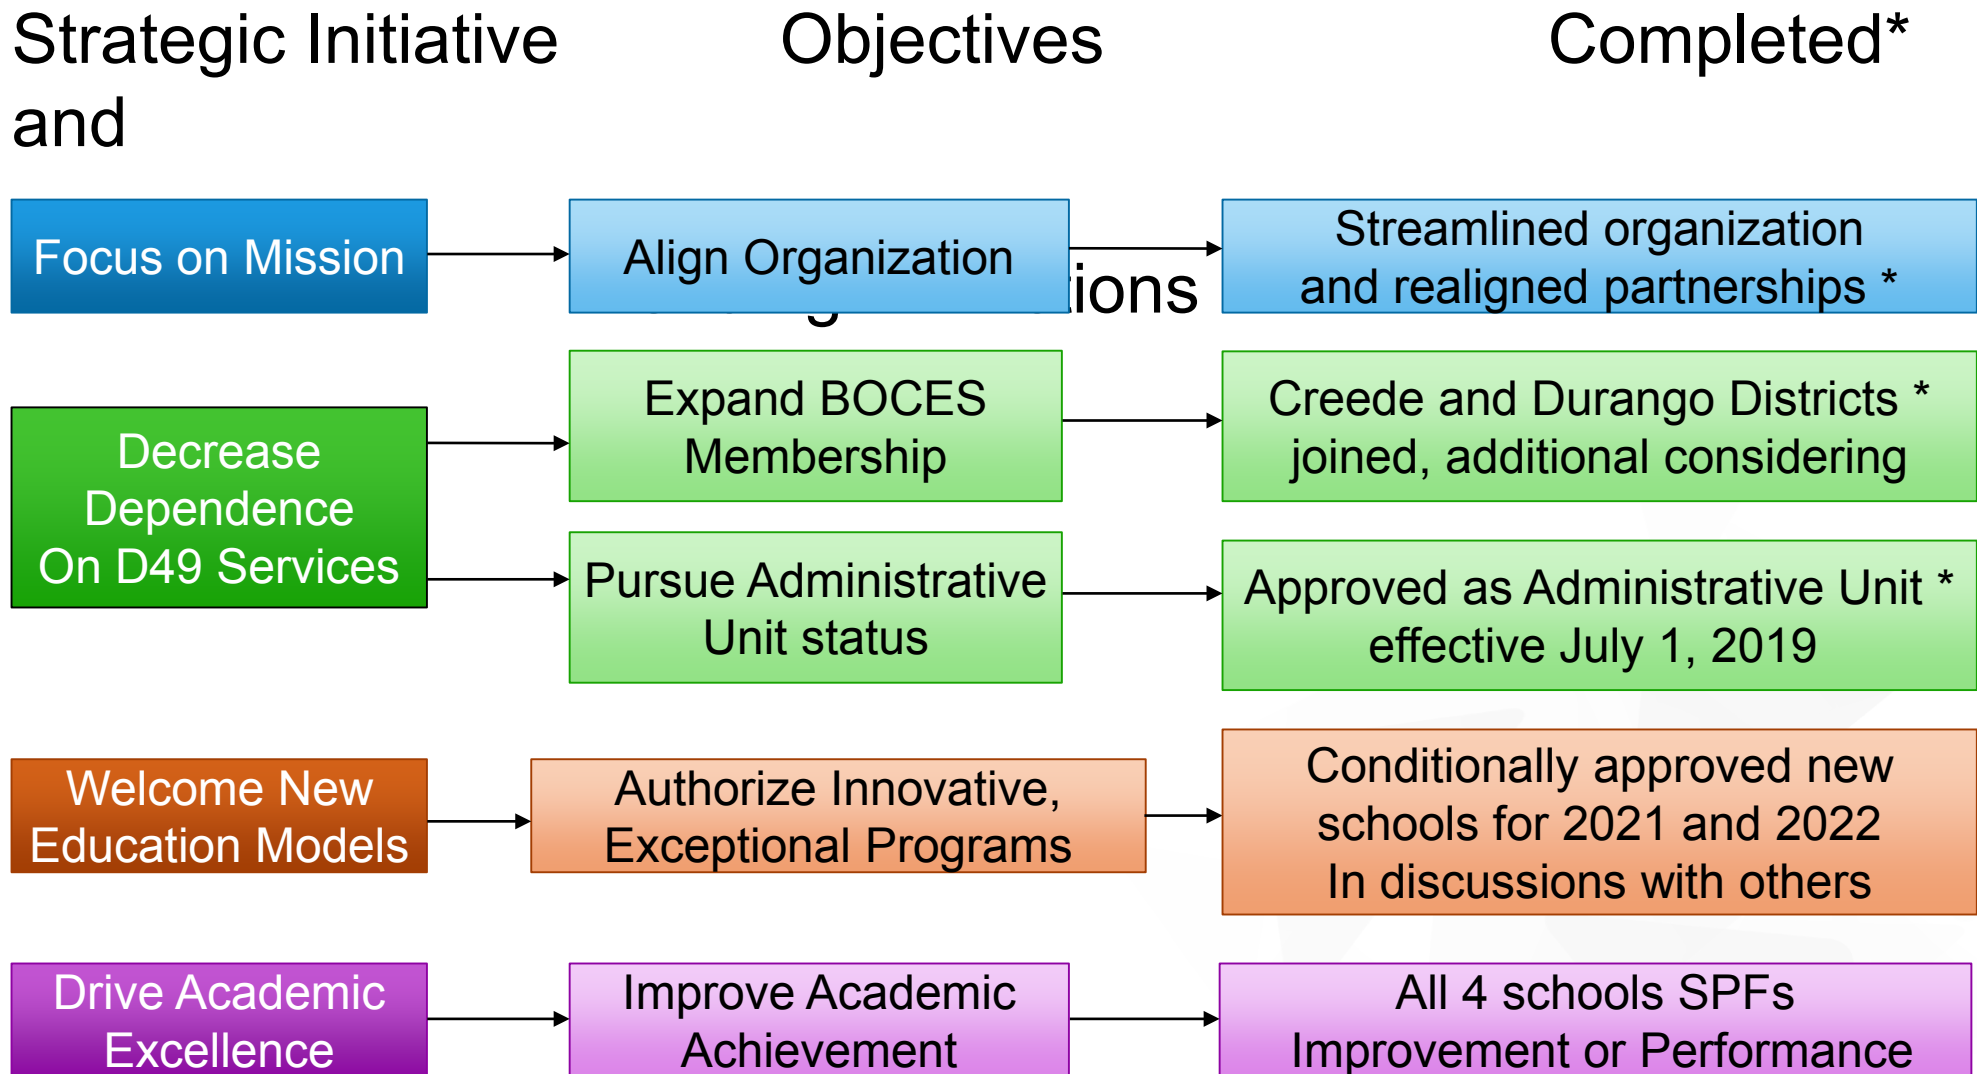 Strategic Initiative Objectives Completed*
and
Focus on Mission
Align Organization
Streamlined organization
and realigned partnerships *
tions
Decrease
Dependence
On D49 Services
Expand BOCES
Membership
Creede and Durango Districts *
joined, additional considering
Pursue Administrative
Unit status
Approved as Administrative Unit *
effective July 1, 2019
Welcome New
Education Models
Authorize Innovative,
Exceptional Programs
Conditionally approved new
schools for 2021 and 2022
In discussions with others
Drive Academic
Excellence
Improve Academic
Achievement
All 4 schools SPFs
Improvement or Performance